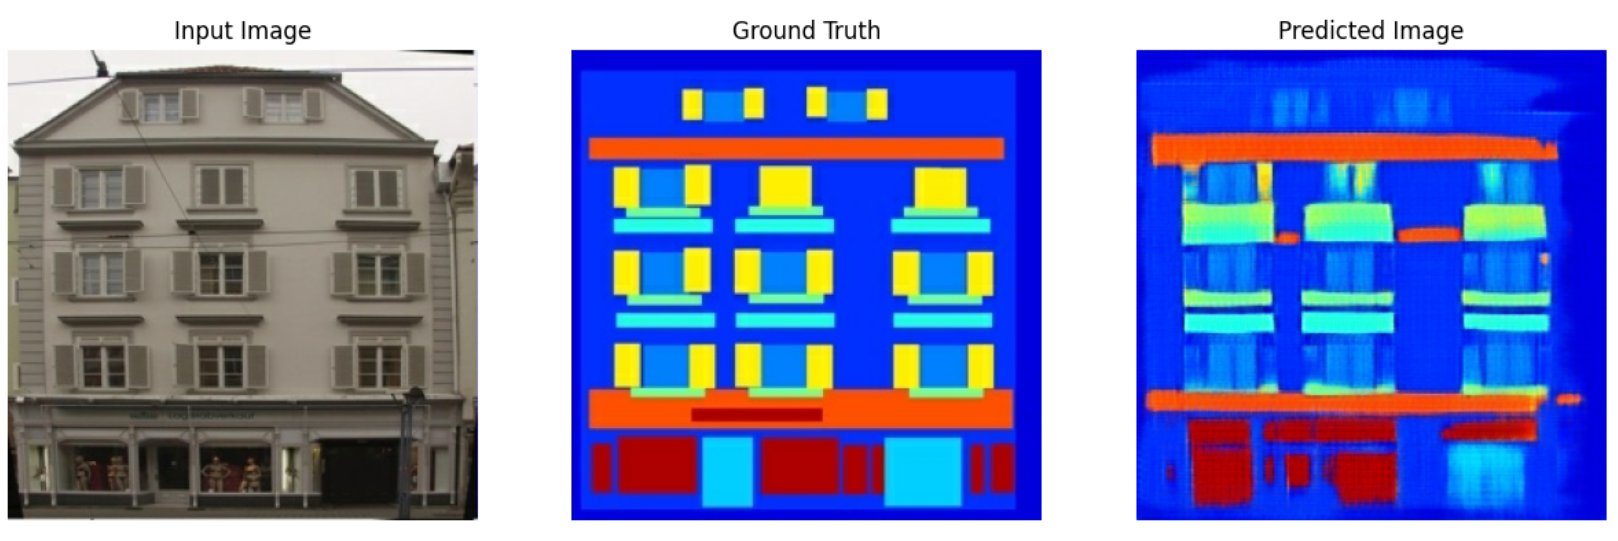 Input Image
Ground Truth
Predicted Image